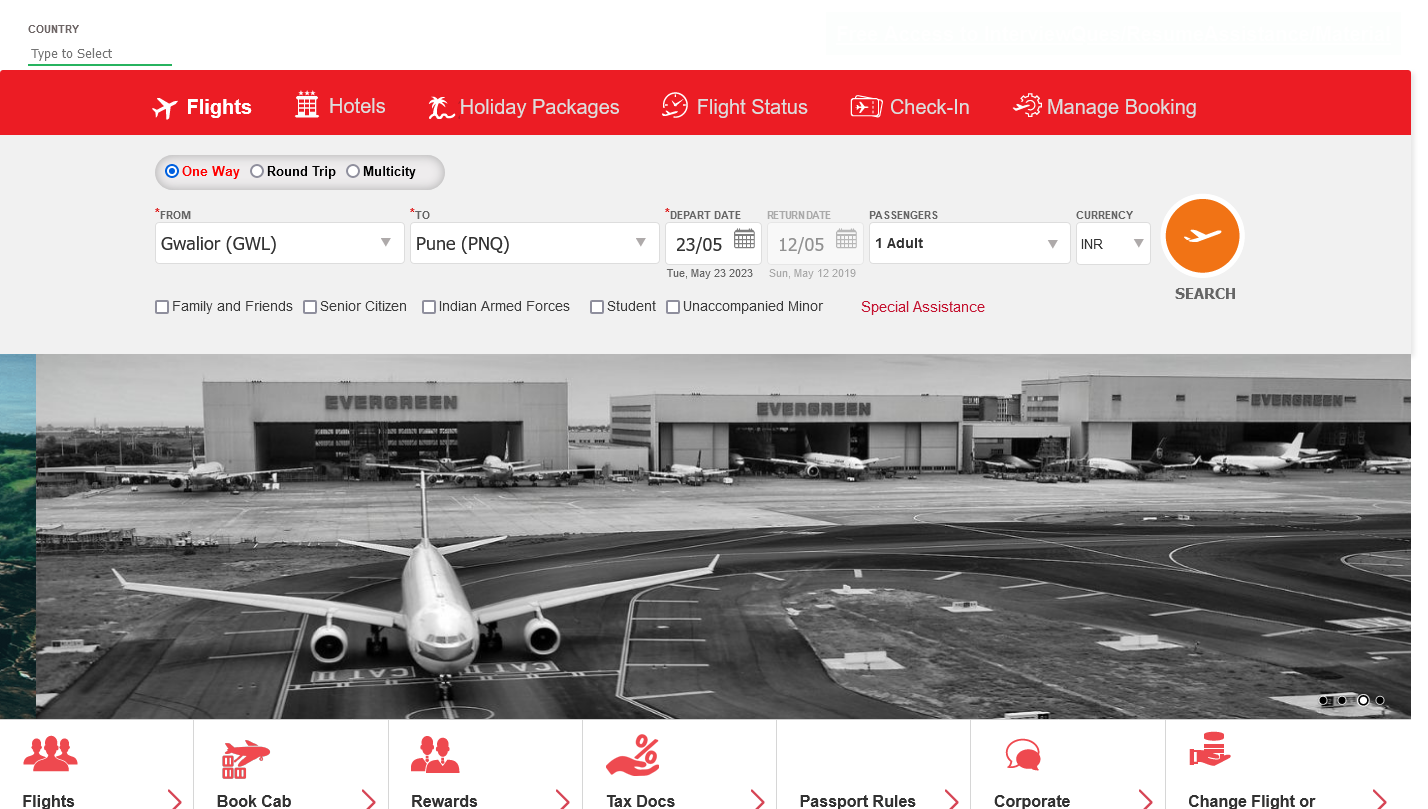 COUNTRY
Type to Select
Flights Hotels Holiday Packages Flight Status Check-In Manage Booking
One Way Round Trip Multicity
*FROM *TO *DEPART DATE RETURN DATE PASSENGERS CURRENCY
Gwalior (GWL) Pune (PNQ) 23/05 12/05 1 Adult INR
Tue, May 23 2023 Sun, May 12 2019
SEARCH
Family and Friends Senior Citizen Indian Armed Forces Student Unaccompanied Minor Special Assistance
EVERGREEN EVERGREEN EVERGREEN
CAT III CAT III
Flights Book Cab Rewards Tax Docs Passport Rules Corporate Change Flight or